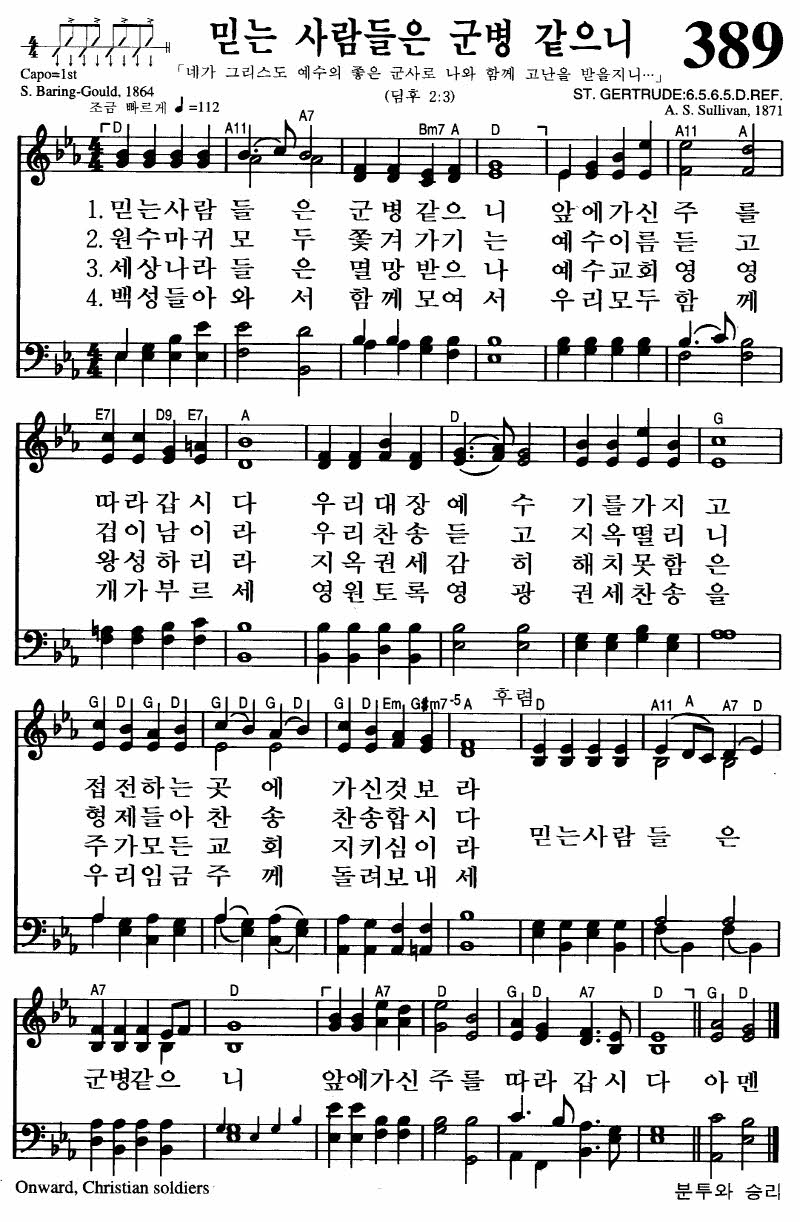 믿는 사람들은 군병 같으니
389
Capo=1st
「네가 그리스도 예수의 좋은 군사로 나와 함께 고난을 받을지니…」
S. Baring-Gould, 1864
(딤후 2:3)
ST. GERTRUDE:6.5.6.5.D.REF.
조금 빠르게 ♩=112
A. S. Sullivan, 1871
4/4
D A11 A7 Bm7 A D A11 A
1. 믿는사람 들 은 군병같으 니 앞에가신 주 를
2. 원수마귀 모 두 쫓겨가기 는 예수이름 듣 고
3. 세상나라 들 은 멸망받으 나 예수교회 영 영
4. 백성들아 와 서 함께모여 서 우리모두 함 께
E7 D9 E7 A D G
따라갑시 다 우리대장 예 수 기를가지 고
겁이남이 라 우리찬송 듣 고 지옥떨리 니
왕성하리 라 지옥권세 감 히 해치못함 은
개가부르 세 영원토록 영 광 권세찬송 을
G D G D G D G D G D Em G#m7-5 A 후렴 D A11 A A7 D
접전하는 곳 에 가신것보 라
형제들아 찬 송 찬송합시 다
주가모든 교 회 지키심이 라
우리임금 주 께 돌려보내 세
믿는사람 들 은
A7 D A7 D G D A7 D G D
군병같으 니 앞에가신 주를 따라 갑 시 다 아멘
Onward, Christian soldiers
분투와 승리